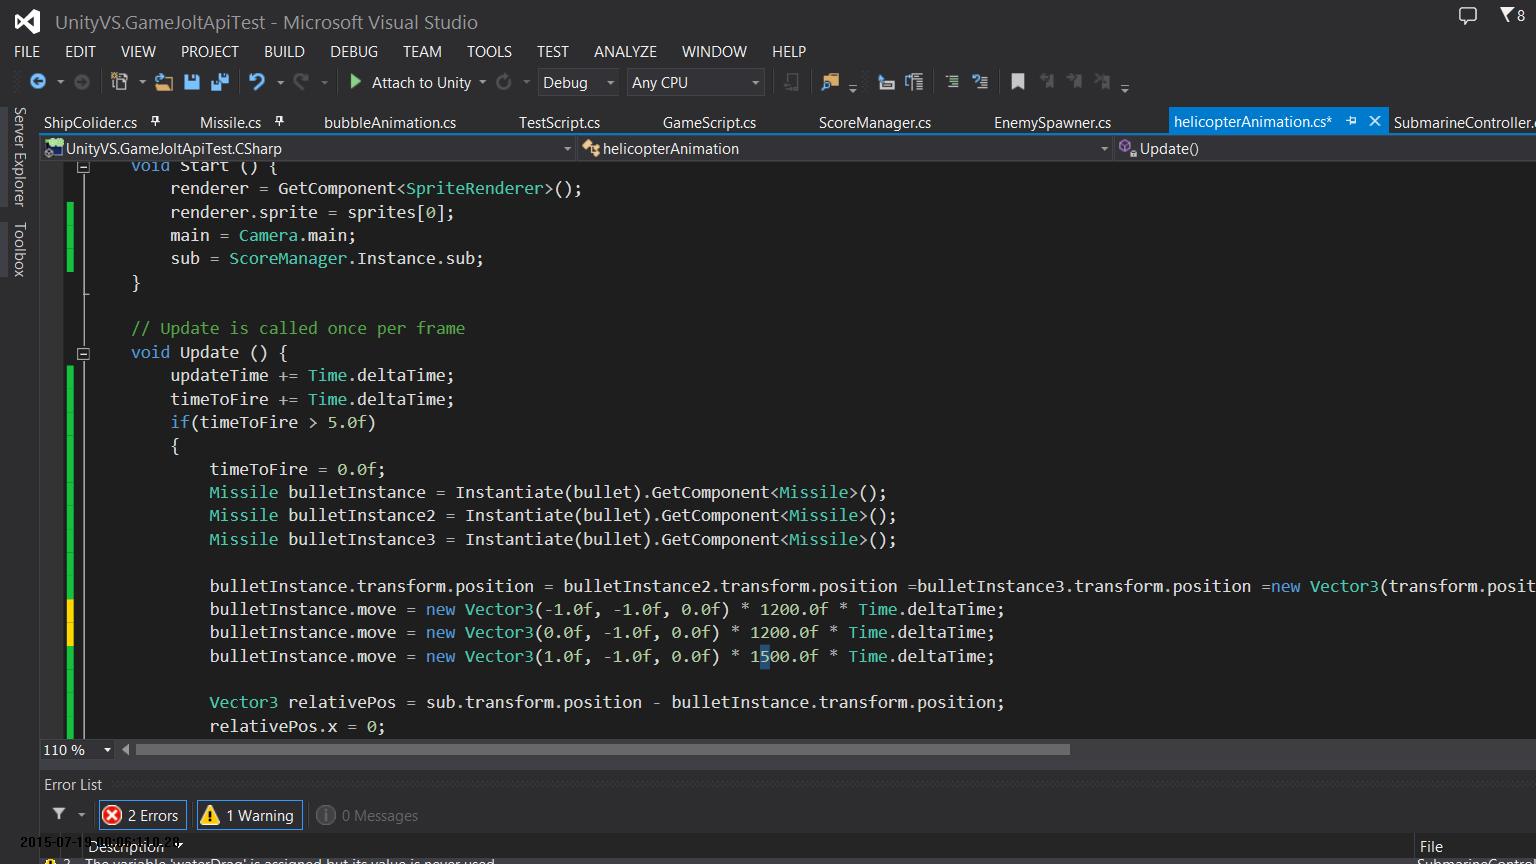 UnityVS.GameJoltApiTest - Microsoft Visual Studio
8
FILE EDIT VIEW PROJECT BUILD DEBUG TEAM TOOLS TEST ANALYZE WINDOW HELP
Attach to Unity Debug Any CPU
Server Explorer
Toolbox
ShipColider.cs Missile.cs bubbleAnimation.cs TestScript.cs GameScript.cs ScoreManager.cs EnemySpawner.cs helicopterAnimation.cs* SubmarineController.c
UnityVS.GameJoltApiTest.CSharp helicopterAnimation Update()
void Start () {
renderer = GetComponent<SpriteRenderer>();
renderer.sprite = sprites[0];
main = Camera.main;
sub = ScoreManager.Instance.sub;
}
// Update is called once per frame
void Update () {
updateTime += Time.deltaTime;
timeToFire += Time.deltaTime;
if(timeToFire > 5.0f)
{
timeToFire = 0.0f;
Missile bulletInstance = Instantiate(bullet).GetComponent<Missile>();
Missile bulletInstance2 = Instantiate(bullet).GetComponent<Missile>();
Missile bulletInstance3 = Instantiate(bullet).GetComponent<Missile>();
bulletInstance.transform.position = bulletInstance2.transform.position =bulletInstance3.transform.position =new Vector3(transform.posit
bulletInstance.move = new Vector3(-1.0f, -1.0f, 0.0f) * 1200.0f * Time.deltaTime;
bulletInstance.move = new Vector3(0.0f, -1.0f, 0.0f) * 1200.0f * Time.deltaTime;
bulletInstance.move = new Vector3(1.0f, -1.0f, 0.0f) * 1500.0f * Time.deltaTime;
Vector3 relativePos = sub.transform.position - bulletInstance.transform.position;
relativePos.x = 0;
110 %
Error List
2 Errors 1 Warning 0 Messages
Description File
The variable 'waterDrag' is assigned but its value is never used